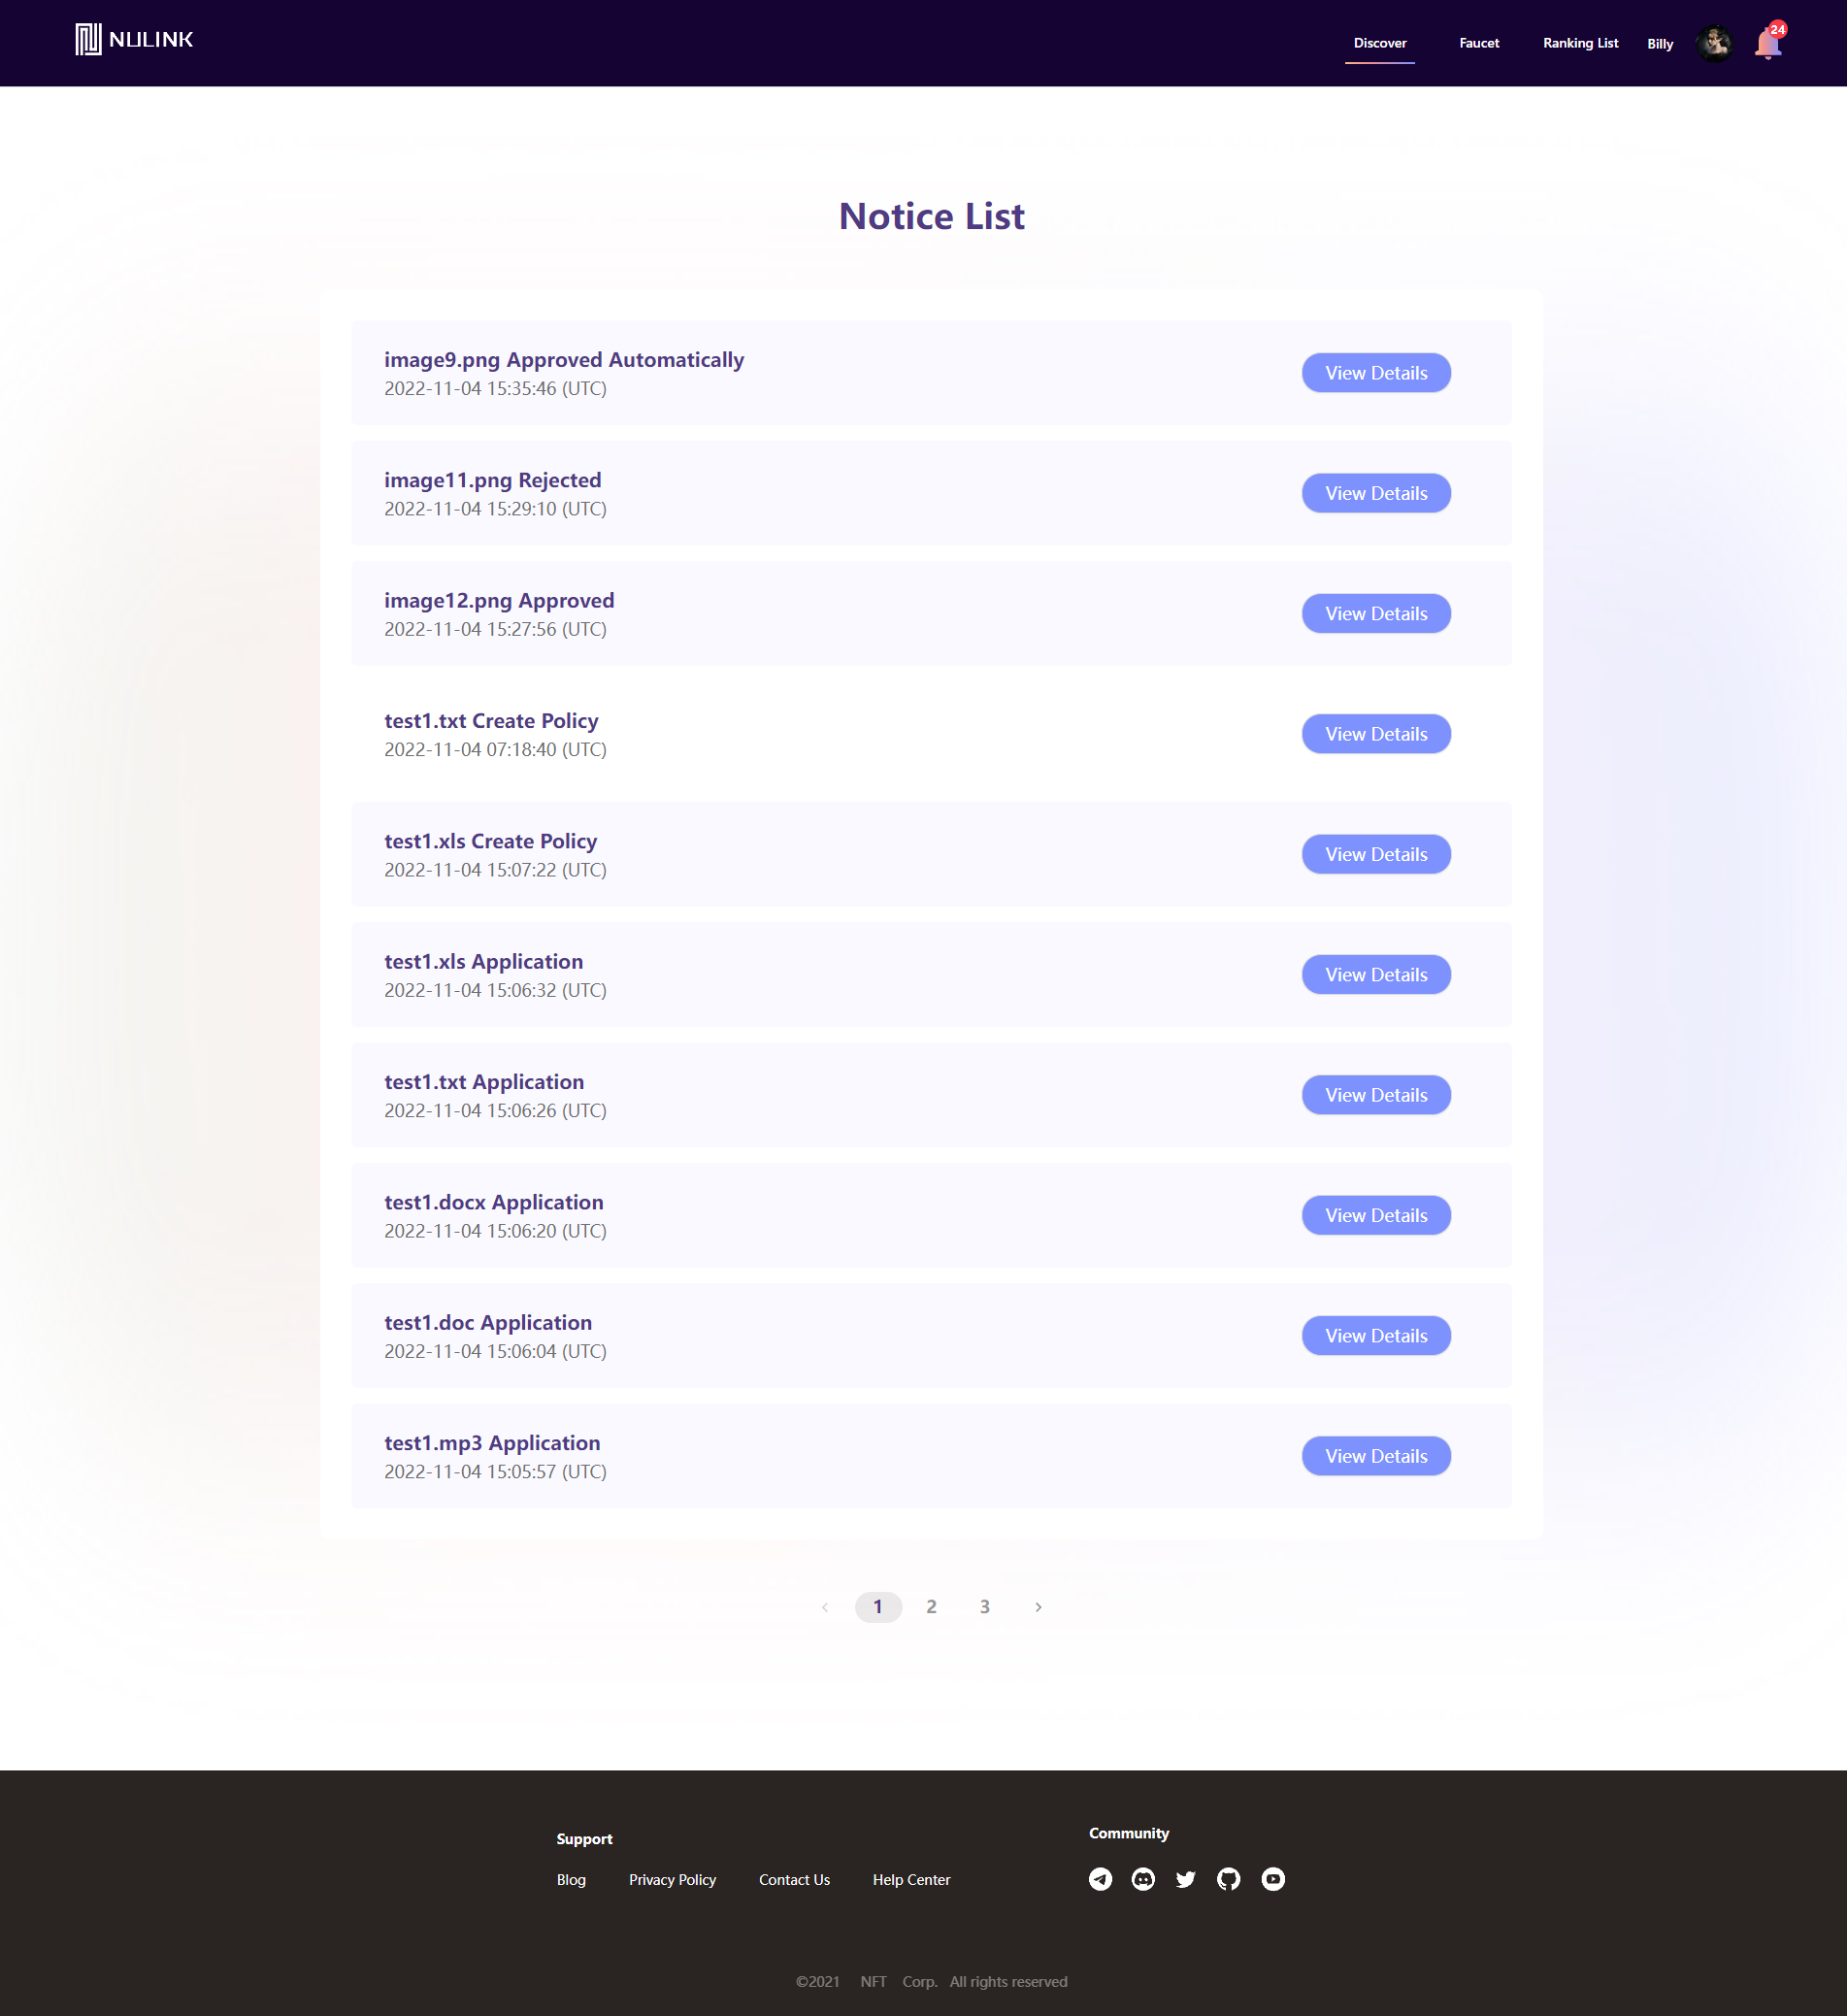 NULINK
Discover Faucet Ranking List Billy 24
Notice List
image9.png Approved Automatically
2022-11-04 15:35:46 (UTC)
View Details
image11.png Rejected
2022-11-04 15:29:10 (UTC)
View Details
image12.png Approved
2022-11-04 15:27:56 (UTC)
View Details
test1.txt Create Policy
2022-11-04 07:18:40 (UTC)
View Details
test1.xls Create Policy
2022-11-04 15:07:22 (UTC)
View Details
test1.xls Application
2022-11-04 15:06:32 (UTC)
View Details
test1.txt Application
2022-11-04 15:06:26 (UTC)
View Details
test1.docx Application
2022-11-04 15:06:20 (UTC)
View Details
test1.doc Application
2022-11-04 15:06:04 (UTC)
View Details
test1.mp3 Application
2022-11-04 15:05:57 (UTC)
View Details
1 2 3
Support
Blog Privacy Policy Contact Us Help Center
Community
©2021 NFT Corp. All rights reserved